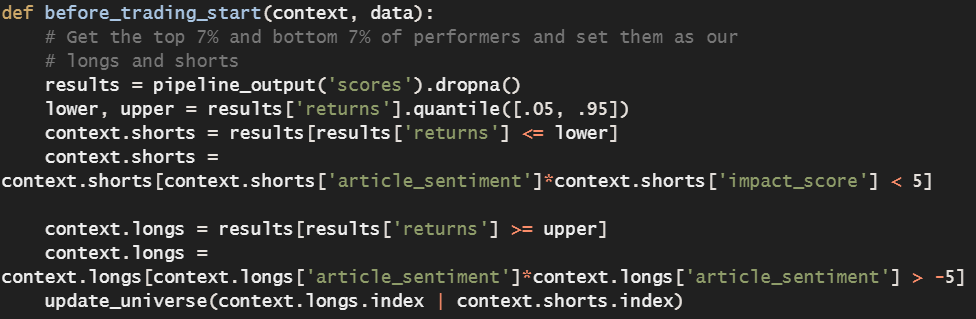 def before_trading_start(context, data):
    # Get the top 7% and bottom 7% of performers and set them as our
    # longs and shorts
    results = pipeline_output('scores').dropna()
    lower, upper = results['returns'].quantile([.05, .95])
    context.shorts = results[results['returns'] <= lower]
    context.shorts =
context.shorts[context.shorts['article_sentiment']*context.shorts['impact_score'] < 5]

    context.longs = results[results['returns'] >= upper]
    context.longs =
context.longs[context.longs['article_sentiment']*context.longs['article_sentiment'] > -5]
    update_universe(context.longs.index | context.shorts.index)